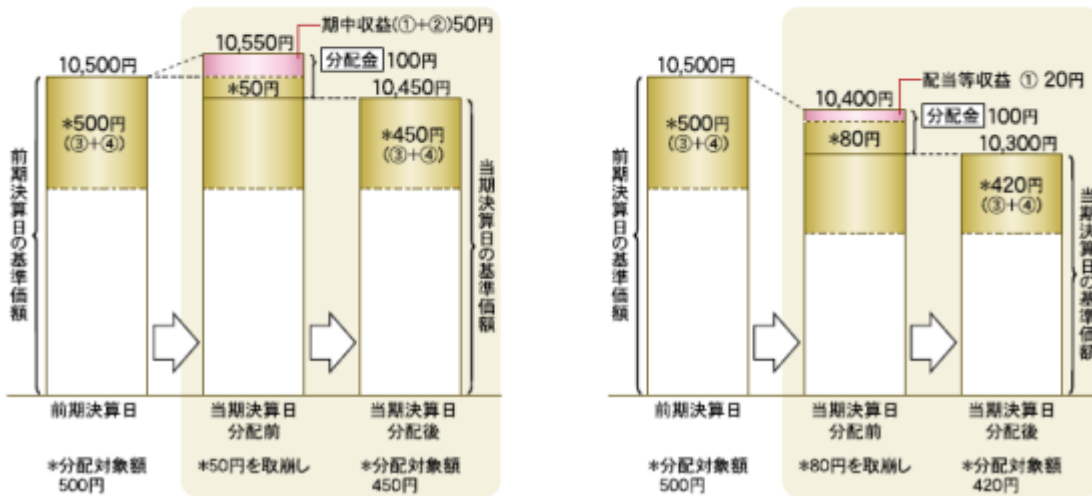 期中収益(①+②)50円
10,550円
10,500円
分配金 100円
*50円
10,450円
*500円
(③+④)
*450円
(③+④)
前期決算日の基準価額
当期決算日の基準価額
前期決算日
当期決算日
分配前
当期決算日
分配後
*分配対象額
500円
*50円を取崩し
*分配対象額
450円
10,500円
配当等収益 ① 20円
10,400円
分配金 100円
*500円
(③+④)
*80円
10,300円
*420円
(③+④)
前期決算日の基準価額
当期決算日の基準価額
前期決算日
当期決算日
分配前
当期決算日
分配後
*分配対象額
500円
*80円を取崩し
*分配対象額
420円